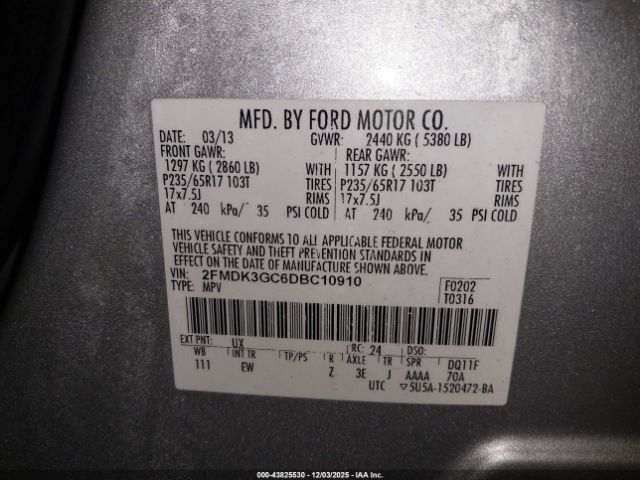 MFD. BY FORD MOTOR CO.
DATE: 03/13 GVWR: 2440 KG ( 5380 LB)
FRONT GAWR: REAR GAWR:
1297 KG ( 2860 LB) WITH 1157 KG ( 2550 LB) WITH
P235/65R17 103T TIRES P235/65R17 103T TIRES
17x7.5J RIMS 17x7.5J RIMS
AT 240 kPa/ 35 PSI COLD AT 240 kPa/ 35 PSI COLD
THIS VEHICLE CONFORMS TO ALL APPLICABLE FEDERAL MOTOR
VEHICLE SAFETY AND THEFT PREVENTION STANDARDS IN
EFFECT ON THE DATE OF MANUFACTURE SHOWN ABOVE.
VIN: 2FMDK3GC6DBC10910 F0202
TYPE: MPV T0316
EXT PNT: UX RC: 24 DSO:
WB INT TR TP/PS R AXLE TR SPR DQ11F
111 EW Z 3E J AAAA 70A
UTC ▽5U5A-1520472-BA
000-43825530 - 12/03/2025 - IAA Inc.